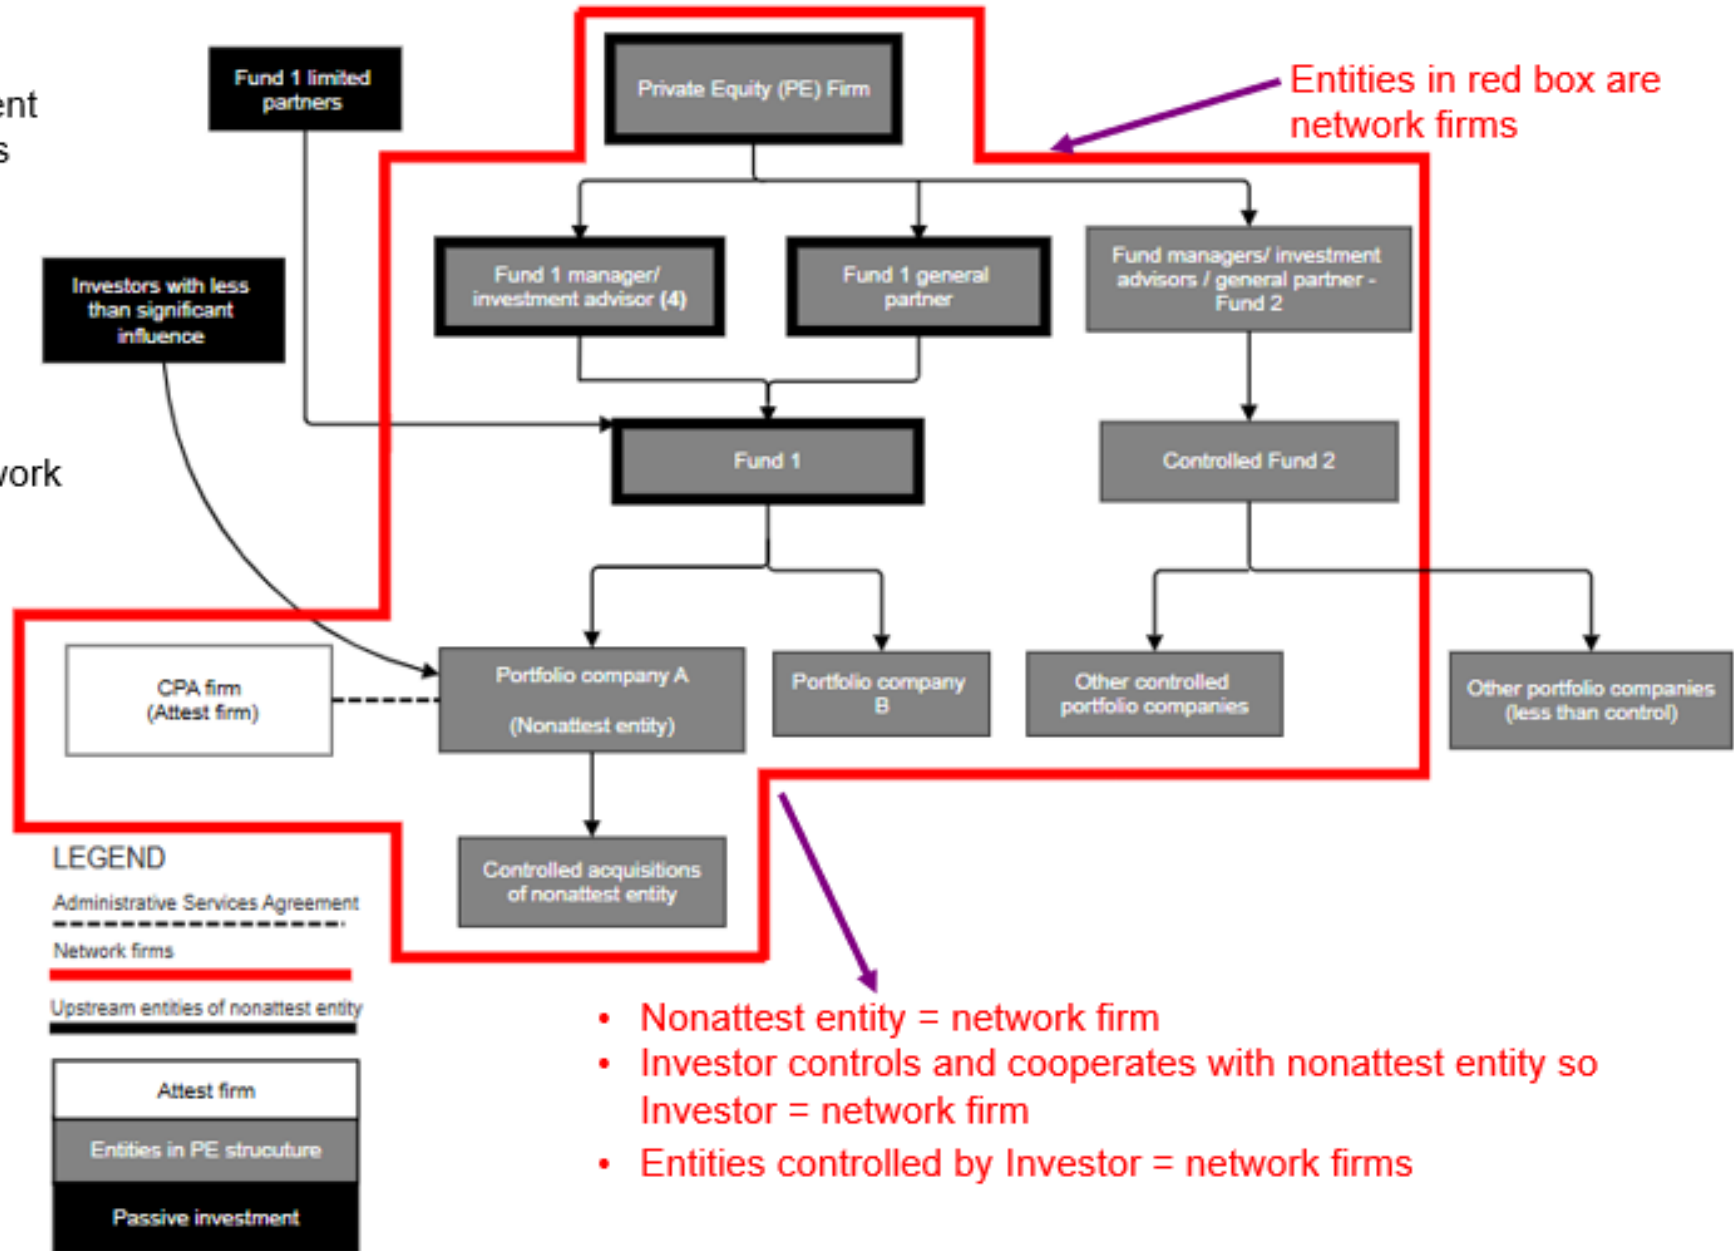 Fund 1 limited
partners
Private Equity (PE) Firm
Entities in red box are
network firms
ent
s
Fund 1 manager/
investment advisor (4)
Fund 1 general
partner
Fund managers/ investment
advisors / general partner -
Fund 2
Investors with less
than significant
influence
Fund 1
Controlled Fund 2
work
CPA firm
(Attest firm)
Portfolio company A
(Nonattest entity)
Portfolio company
B
Other controlled
portfolio companies
Other portfolio companies
(less than control)
Controlled acquisitions
of nonattest entity
LEGEND
Administrative Services Agreement
Network firms
Upstream entities of nonattest entity
Attest firm
Entities in PE strucuture
Passive investment
• Nonattest entity = network firm
• Investor controls and cooperates with nonattest entity so
Investor = network firm
• Entities controlled by Investor = network firms